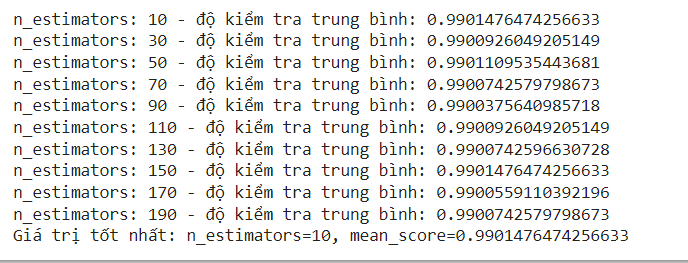 n_estimators: 10 - độ kiểm tra trung bình: 0.9901476474256633
n_estimators: 30 - độ kiểm tra trung bình: 0.9900926049205149
n_estimators: 50 - độ kiểm tra trung bình: 0.9901109535443681
n_estimators: 70 - độ kiểm tra trung bình: 0.9900742579798673
n_estimators: 90 - độ kiểm tra trung bình: 0.9900375640985718
n_estimators: 110 - độ kiểm tra trung bình: 0.9900926049205149
n_estimators: 130 - độ kiểm tra trung bình: 0.9900742596630728
n_estimators: 150 - độ kiểm tra trung bình: 0.9901476474256633
n_estimators: 170 - độ kiểm tra trung bình: 0.9900559110392196
n_estimators: 190 - độ kiểm tra trung bình: 0.9900742579798673
Giá trị tốt nhất: n_estimators=10, mean_score=0.9901476474256633